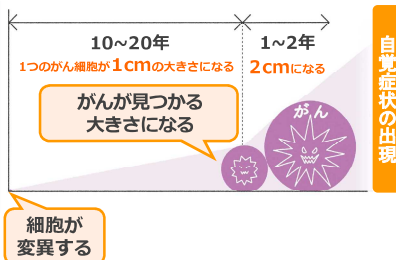 10~20年
1つのがん細胞が1cmの大きさになる
1~2年
2cmになる
がんが見つかる
大きさになる
がん
自覚症状の出現
細胞が
変異する